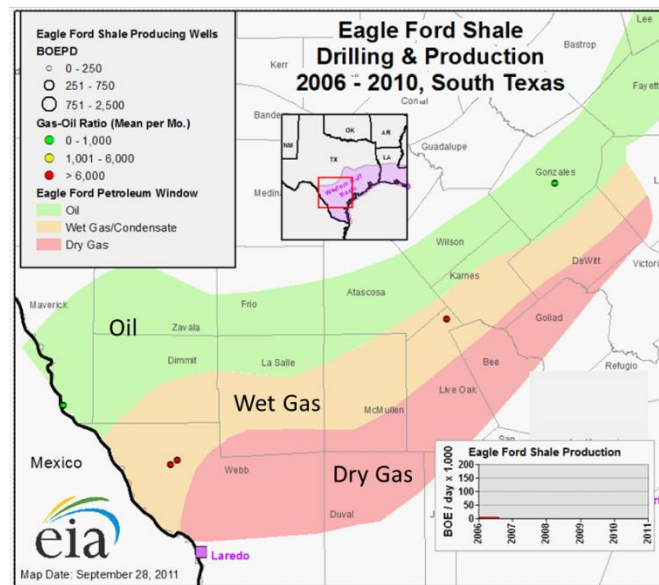 Eagle Ford Shale
Drilling & Production
2006 - 2010, South Texas
Eagle Ford Shale Producing Wells
BOEPD
0 - 250
251 - 750
751 - 2,500
Gas-Oil Ratio (Mean per Mo.)
0 - 1,000
1,001 - 6,000
> 6,000
Eagle Ford Petroleum Window
Oil
Wet Gas/Condensate
Dry Gas
Lee
Bastrop
Kerr
Guadalupe
Gonzales
NM
OK
AR
TX
LA
Wilson
Karnes
DeWitt
Maverick
Frio
Atascosa
Goliad
Oil
Zavala
Dimmit
La Salle
Bee
Refugio
Live Oak
Wet Gas
McMullen
Mexico
Webb
Dry Gas
Duval
eia
Laredo
Map Date: September 28, 2011
Eagle Ford Shale Production
BOE / day x 1,000
200
150
100
50
0
2006
2007
2008
2009
2010
2011